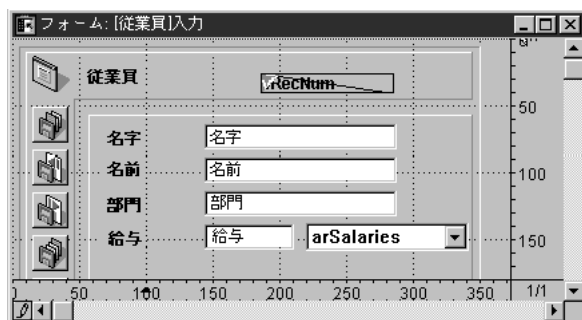 フォーム: [従業員]入力
従業員
vRecNum
50
名字 名字
名前 名前
100
部門 部門
給与 給与 arSalaries
150
50 100 150 200 250 300 350 1/1